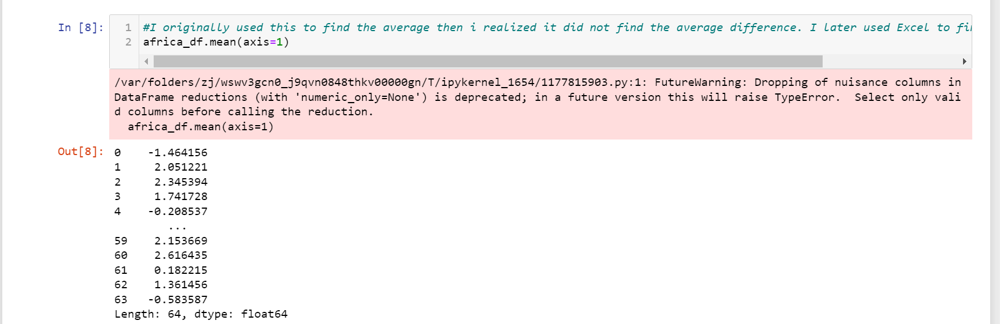 In [8]:
1 #I originally used this to find the average then i realized it did not find the average difference. I later used Excel to
2 africa_df.mean(axis=1)
/var/folders/zj/wswv3gcn0_j9qvn0848thkv00000gn/T/ipykernel_1654/1177815903.py:1: FutureWarning: Dropping of nuisance columns in
DataFrame reductions (with 'numeric_only=None') is deprecated; in a future version this will raise TypeError.  Select only vali
d columns before calling the reduction.
  africa_df.mean(axis=1)
Out[8]:
0    -1.464156
1     2.051221
2     2.345394
3     1.741728
4    -0.208537
...
59    2.153669
60    2.616435
61    0.182215
62    1.361456
63   -0.583587
Length: 64, dtype: float64